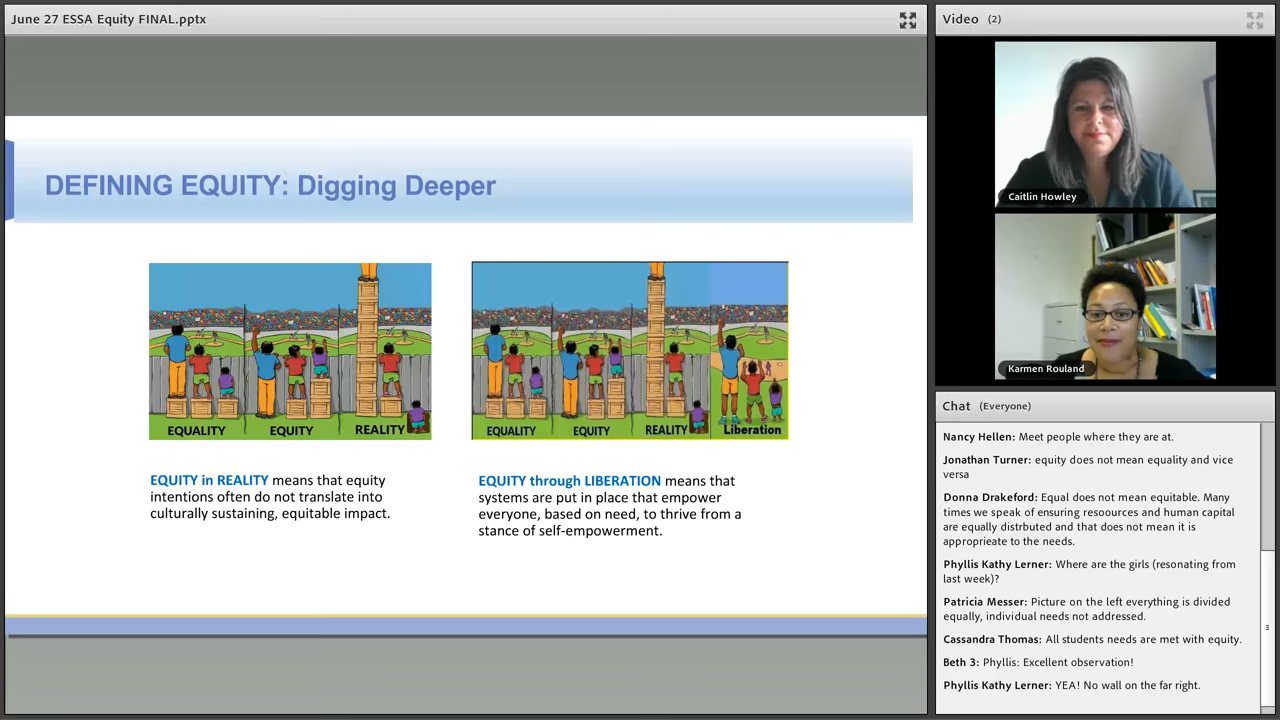 June 27 ESSA Equity FINAL.pptx
DEFINING EQUITY: Digging Deeper
EQUALITY
EQUITY
REALITY
EQUALITY
EQUITY
REALITY
Liberation
EQUITY in REALITY means that equity
intentions often do not translate into
culturally sustaining, equitable impact.
EQUITY through LIBERATION means that
systems are put in place that empower
everyone, based on need, to thrive from a
stance of self-empowerment.
Video (2)
Caitlin Howley
Karmen Rouland
Chat (Everyone)
Nancy Hellen: Meet people where they are at.
Jonathan Turner: equity does not mean equality and vice
versa
Donna Drakeford: Equal does not mean equitable. Many
times we speak of ensuring resoources and human capital
are equally distrbuted and that does not mean it is
approprieate to the needs.
Phyllis Kathy Lerner: Where are the girls (resonating from
last week)?
Patricia Messer: Picture on the left everything is divided
equally, individual needs not addressed.
Cassandra Thomas: All students needs are met with equity.
Beth 3: Phyllis: Excellent observation!
Phyllis Kathy Lerner: YEA! No wall on the far right.